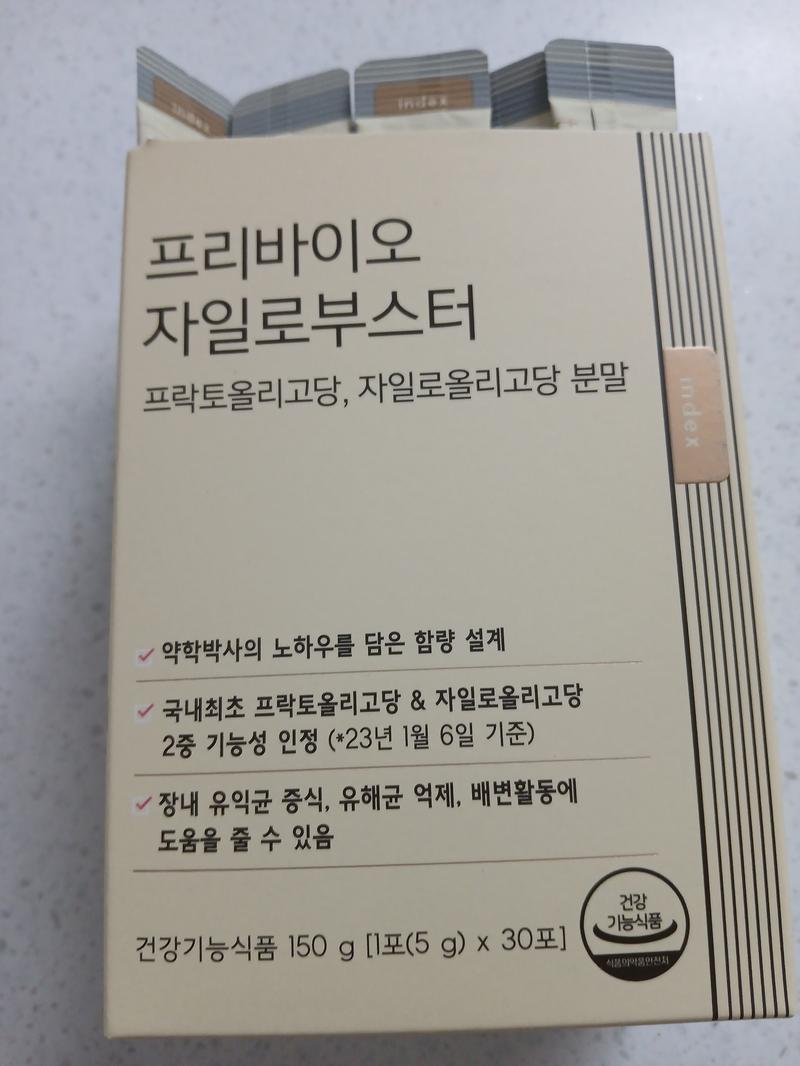 index
index
프리바이오
자일로부스터
프락토올리고당, 자일로올리고당 분말
index
약학박사의 노하우를 담은 함량 설계
국내최초 프락토올리고당 & 자일로올리고당
2중 기능성 인정 (*23년 1월 6일 기준)
장내 유익균 증식, 유해균 억제, 배변활동에
도움을 줄 수 있음
건강기능식품 150 g [1포(5 g) x 30포]
건강
기능식품
식품의약품안전처